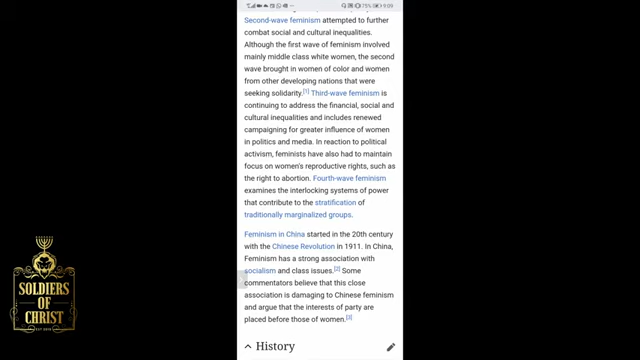 75% 9:09
Second-wave feminism attempted to further
combat social and cultural inequalities.
Although the first wave of feminism involved
mainly middle class white women, the second
wave brought in women of color and women
from other developing nations that were
seeking solidarity.[1] Third-wave feminism is
continuing to address the financial, social and
cultural inequalities and includes renewed
campaigning for greater influence of women
in politics and media. In reaction to political
activism, feminists have also had to maintain
focus on women's reproductive rights, such as
the right to abortion. Fourth-wave feminism
examines the interlocking systems of power
that contribute to the stratification of
traditionally marginalized groups.
Feminism in China started in the 20th century
with the Chinese Revolution in 1911. In China,
Feminism has a strong association with
socialism and class issues.[2] Some
commentators believe that this close
association is damaging to Chinese feminism
and argue that the interests of party are
placed before those of women.[3]
History
SOLDIERS
OF
CHRIST